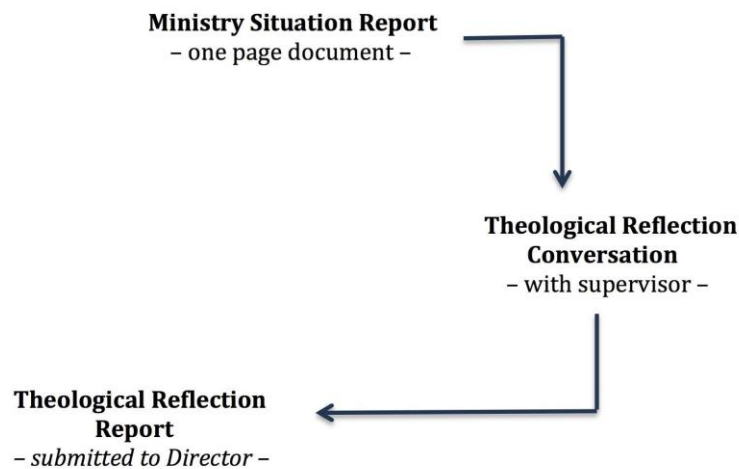 Ministry Situation Report
– one page document –
Theological Reflection
Conversation
– with supervisor –
Theological Reflection
Report
– submitted to Director –